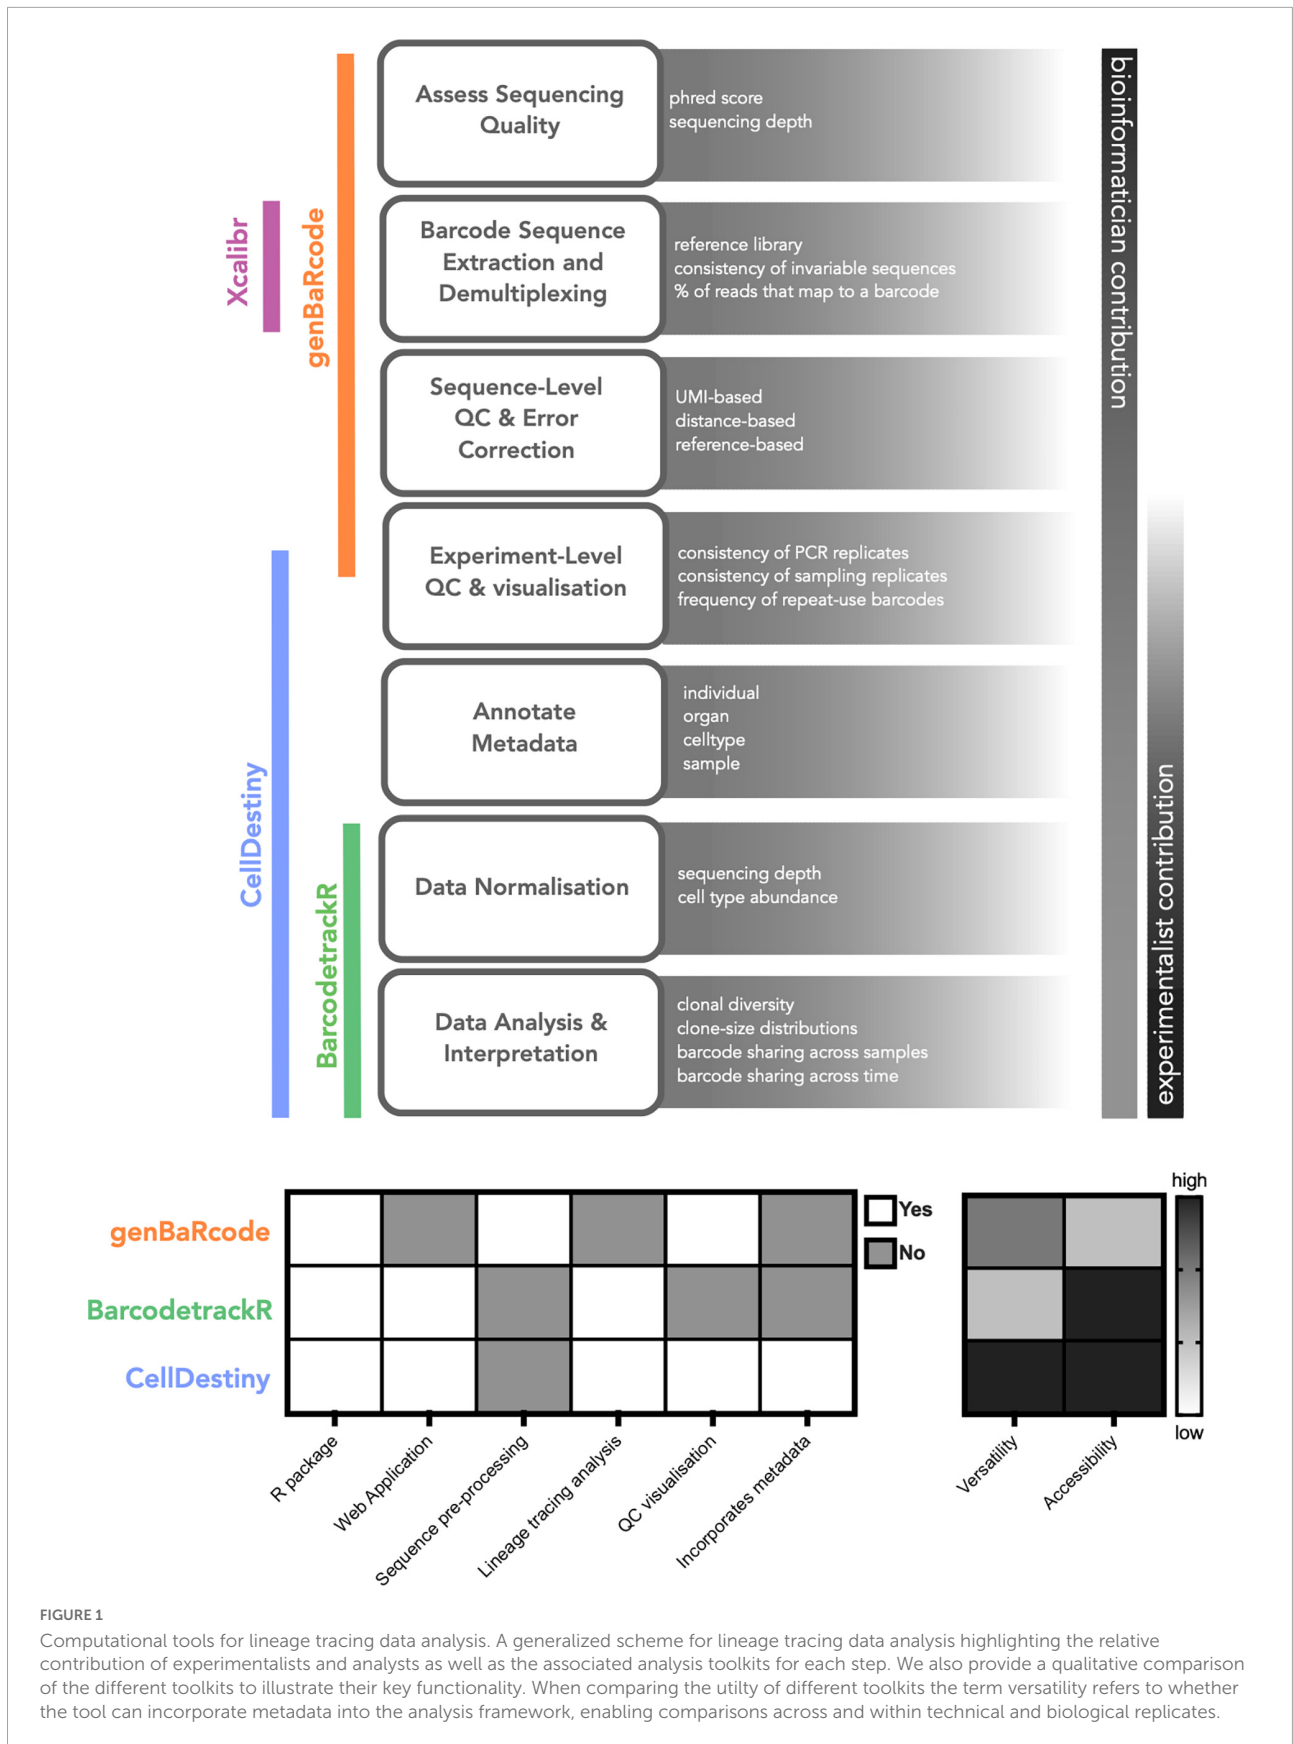 Assess Sequencing
Quality
phred score
sequencing depth
bioinformatician contribution
Xcalibr
genBaRcode
Barcode Sequence
Extraction and
Demultiplexing
reference library
consistency of invariable sequences
% of reads that map to a barcode
Sequence-Level
QC & Error
Correction
UMI-based
distance-based
reference-based
Experiment-Level
QC & visualisation
consistency of PCR replicates
consistency of sampling replicates
frequency of repeat-use barcodes
Annotate
Metadata
individual
organ
celltype
sample
CellDestiny
experimentalist contribution
Data Normalisation
sequencing depth
cell type abundance
BarcodetrackR
Data Analysis &
Interpretation
clonal diversity
clone-size distributions
barcode sharing across samples
barcode sharing across time
genBaRcode
BarcodetrackR
CellDestiny
Yes
No
high
low
R package
Web Application
Sequence pre-processing
Lineage tracing analysis
QC visualisation
Incorporates metadata
Versatility
Accessibility
FIGURE 1
Computational tools for lineage tracing data analysis. A generalized scheme for lineage tracing data analysis highlighting the relative
contribution of experimentalists and analysts as well as the associated analysis toolkits for each step. We also provide a qualitative comparison
of the different toolkits to illustrate their key functionality. When comparing the utilty of different toolkits the term versatility refers to whether
the tool can incorporate metadata into the analysis framework, enabling comparisons across and within technical and biological replicates.